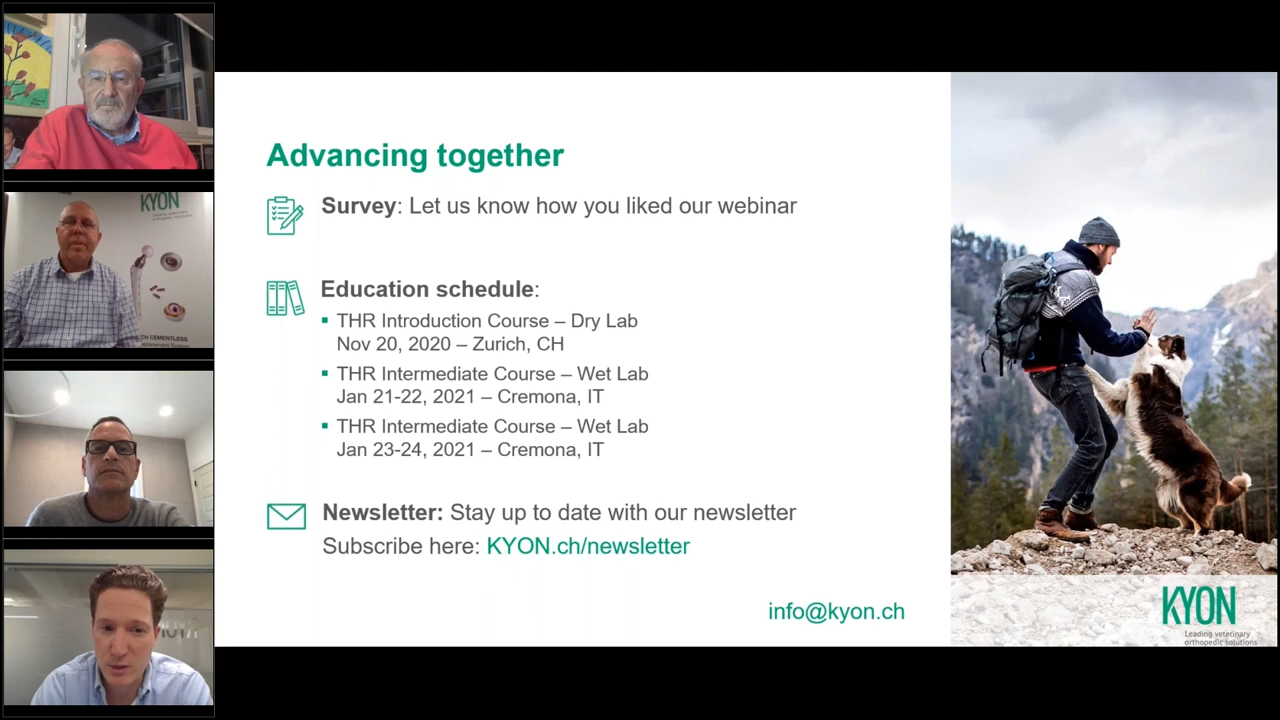 KYON
CH CEMENTLESS
Advancing together
Survey: Let us know how you liked our webinar
Education schedule:
THR Introduction Course – Dry Lab
Nov 20, 2020 – Zurich, CH
THR Intermediate Course – Wet Lab
Jan 21-22, 2021 – Cremona, IT
THR Intermediate Course – Wet Lab
Jan 23-24, 2021 – Cremona, IT
Newsletter: Stay up to date with our newsletter
Subscribe here: KYON.ch/newsletter
info@kyon.ch
KYON
Leading veterinary
orthopedic solutions